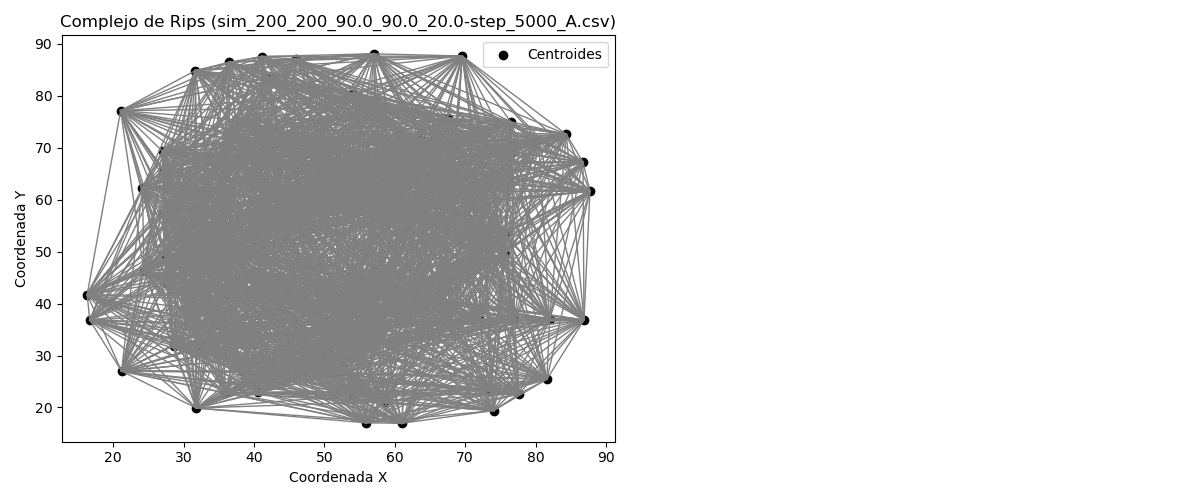 Complejo de Rips (sim_200_200_90.0_90.0_20.0-step_5000_A.csv)
Centroides
90
80
70
60
50
40
30
20
Coordenada Y
20 30 40 50 60 70 80 90
Coordenada X